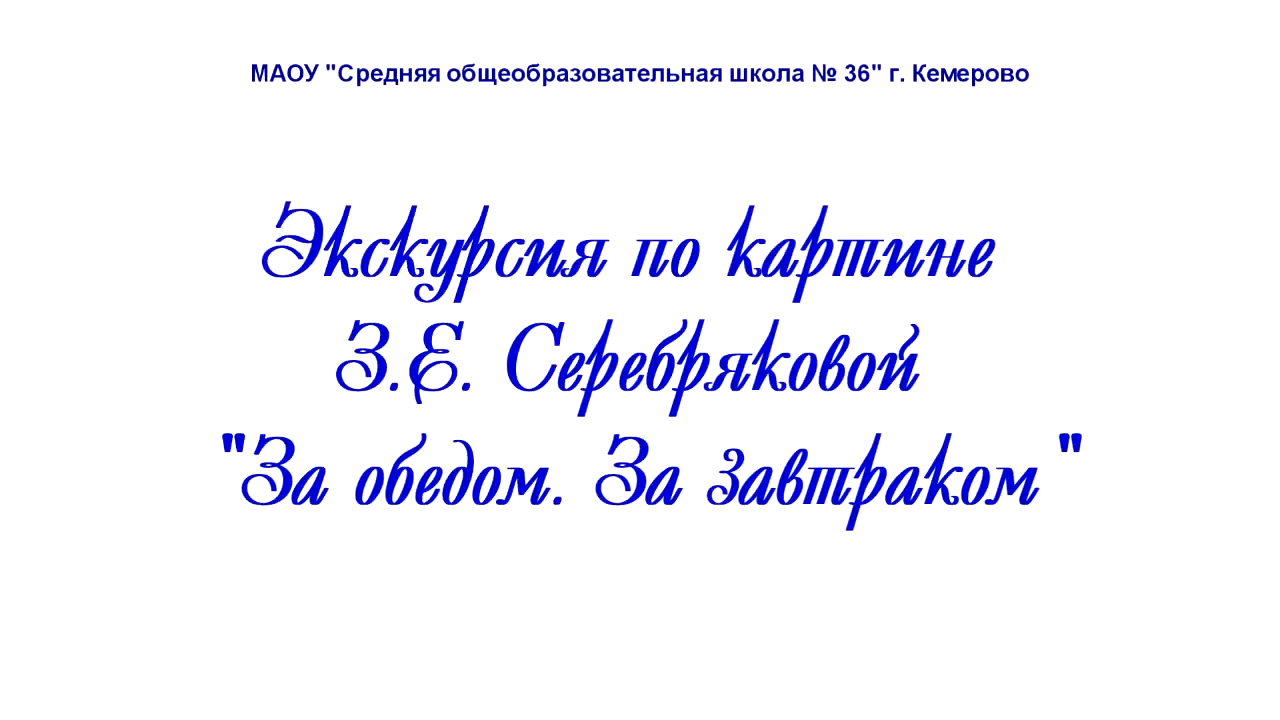 МАОУ "Средняя общеобразовательная школа № 36" г. Кемерово
Экскурсия по картине
З.Е. Серебряковой
"За обедом. За завтраком "